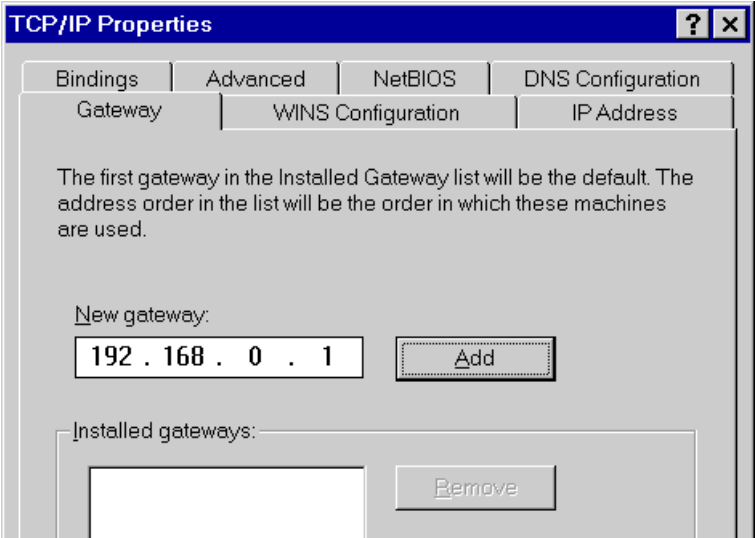 TCP/IP Properties
? ×
Bindings Advanced NetBIOS DNS Configuration
Gateway WINS Configuration IP Address
The first gateway in the Installed Gateway list will be the default. The
address order in the list will be the order in which these machines
are used.
New gateway:
192 . 168 . 0 . 1 Add
Installed gateways:
Remove